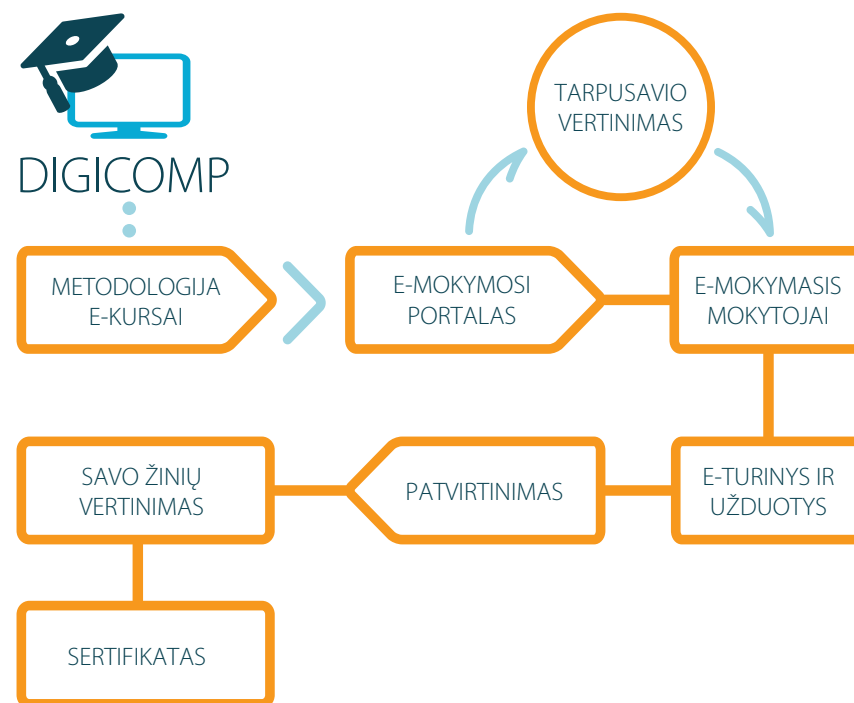 DIGICOMP
TARPUSAVIO
VERTINIMAS
METODOLOGIJA
E-KURSAI
E-MOKYMOSI
PORTALAS
E-MOKYMASIS
MOKYTOJAI
E-TURINYS IR
UŽDUOTYS
PATVIRTINIMAS
SAVO ŽINIŲ
VERTINIMAS
SERTIFIKATAS